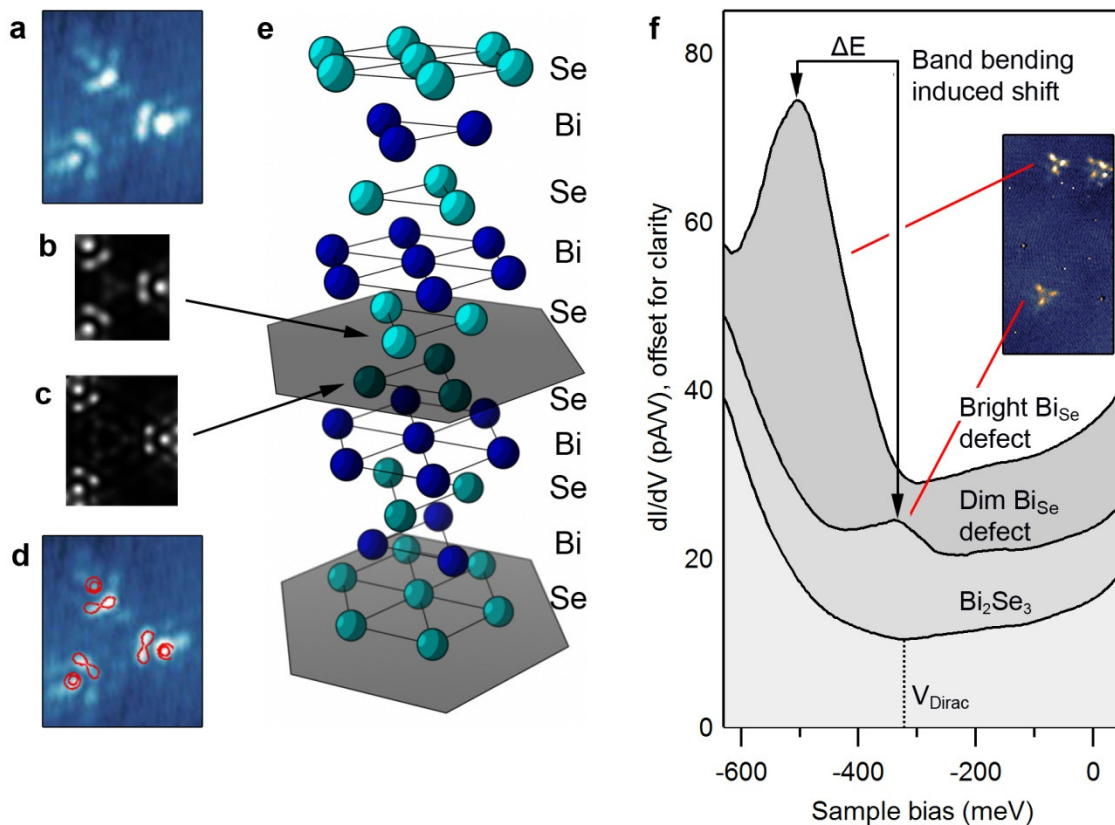 a
b
c
d
e
Se
Bi
Se
Bi
Se
Se
Bi
Se
Bi
Se
f
80
60
40
20
0
dI/dV (pA/V), offset for clarity
ΔE
Band bending
induced shift
Bright BiSe
defect
Dim BiSe
defect
Bi2Se3
VDirac
-600
-400
-200
0
Sample bias (meV)